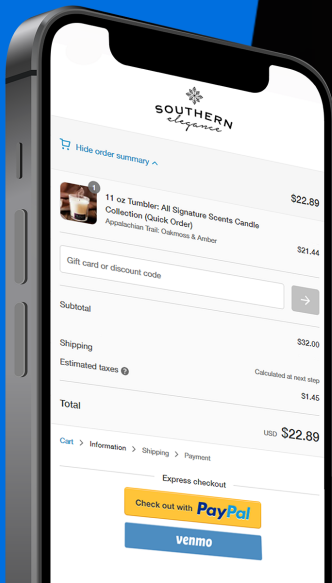 SOUTHERN
elegance
Hide order summary
$22.89
1
11 oz Tumbler: All Signature Scents Candle
Collection (Quick Order)
Appalachian Trail: Oakmoss & Amber
$21.44
Gift card or discount code
Subtotal
$32.00
Shipping
Calculated at next step
Estimated taxes ?
$1.45
Total
USD $22.89
Cart > Information > Shipping > Payment
Express checkout
Check out with PayPal
venmo